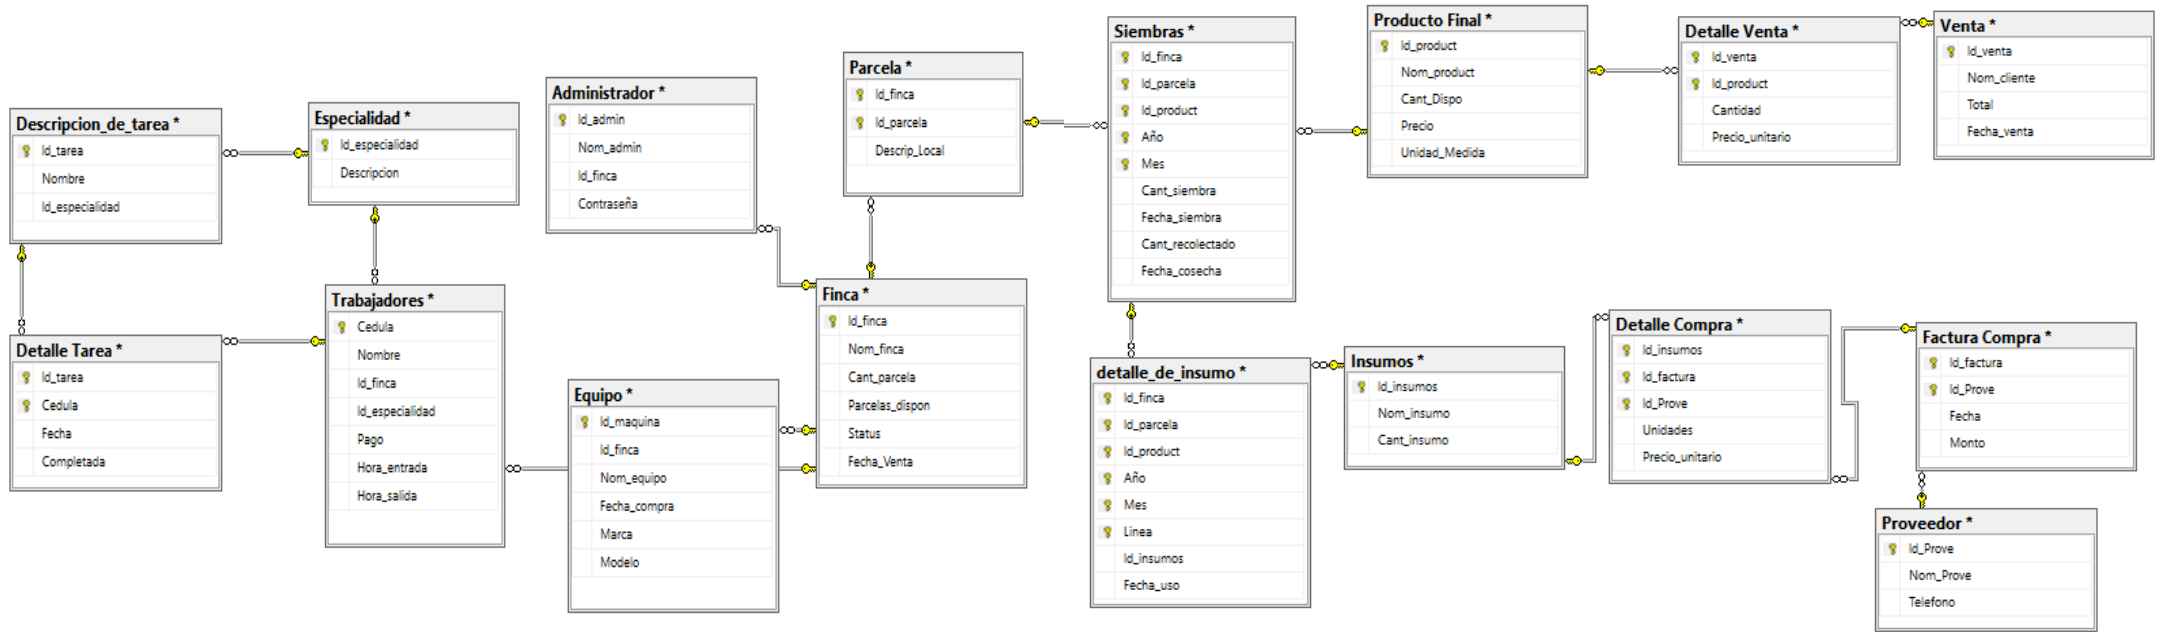 Descripcion_de_tarea *
Id_tarea
Nombre
Id_especialidad
Especialidad *
Id_especialidad
Descripcion
Administrador *
Id_admin
Nom_admin
Id_finca
Contraseña
Parcela *
Id_finca
Id_parcela
Descrip_Local
Siembras *
Id_finca
Id_parcela
Id_product
Año
Mes
Cant_siembra
Fecha_siembra
Cant_recolectado
Fecha_cosecha
Producto Final *
Id_product
Nom_product
Cant_Dispo
Precio
Unidad_Medida
Detalle Venta *
Id_venta
Id_product
Cantidad
Precio_unitario
Venta *
Id_venta
Nom_cliente
Total
Fecha_venta
Detalle Tarea *
Id_tarea
Cedula
Fecha
Completada
Trabajadores *
Cedula
Nombre
Id_finca
Id_especialidad
Pago
Hora_entrada
Hora_salida
Equipo *
Id_maquina
Id_finca
Nom_equipo
Fecha_compra
Marca
Modelo
Finca *
Id_finca
Nom_finca
Cant_parcela
Parcelas_dispon
Status
Fecha_Venta
detalle_de_insumo *
Id_finca
Id_parcela
Id_product
Año
Mes
Linea
Id_insumos
Fecha_uso
Insumos *
Id_insumos
Nom_insumo
Cant_insumo
Detalle Compra *
Id_insumos
Id_factura
Id_Prove
Unidades
Precio_unitario
Factura Compra *
Id_factura
Id_Prove
Fecha
Monto
Proveedor *
Id_Prove
Nom_Prove
Telefono